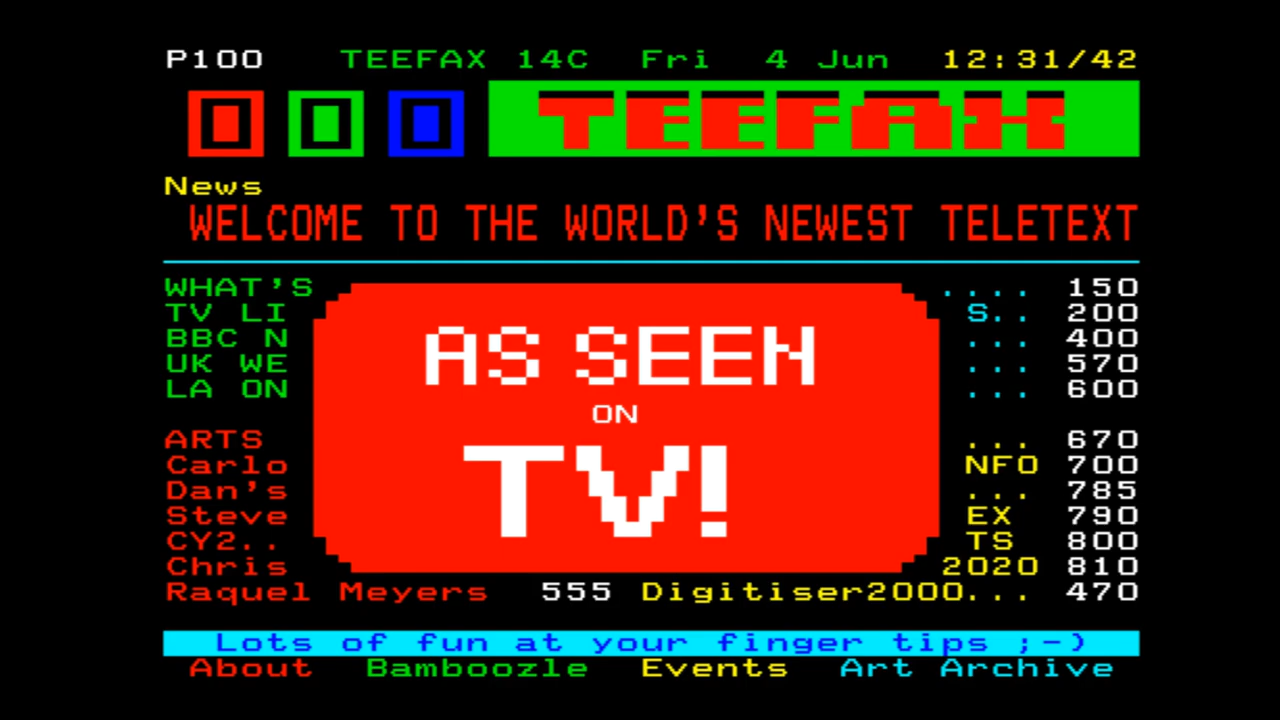 P100 TEEFAX 14C Fri 4 Jun 12:31/42
TEEFAX
News
WELCOME TO THE WORLD'S NEWEST TELETEXT
WHAT'S .... 150
TV LI S.. 200
BBC N ... 400
UK WE ... 570
LA ON ... 600
AS SEEN
ON
TV!
ARTS ... 670
Carlo NFO 700
Dan's ... 785
Steve EX 790
CY2.. TS 800
Chris 2020 810
Raquel Meyers 555 Digitiser2000... 470
Lots of fun at your finger tips ;-)
About Bamboozle Events Art Archive